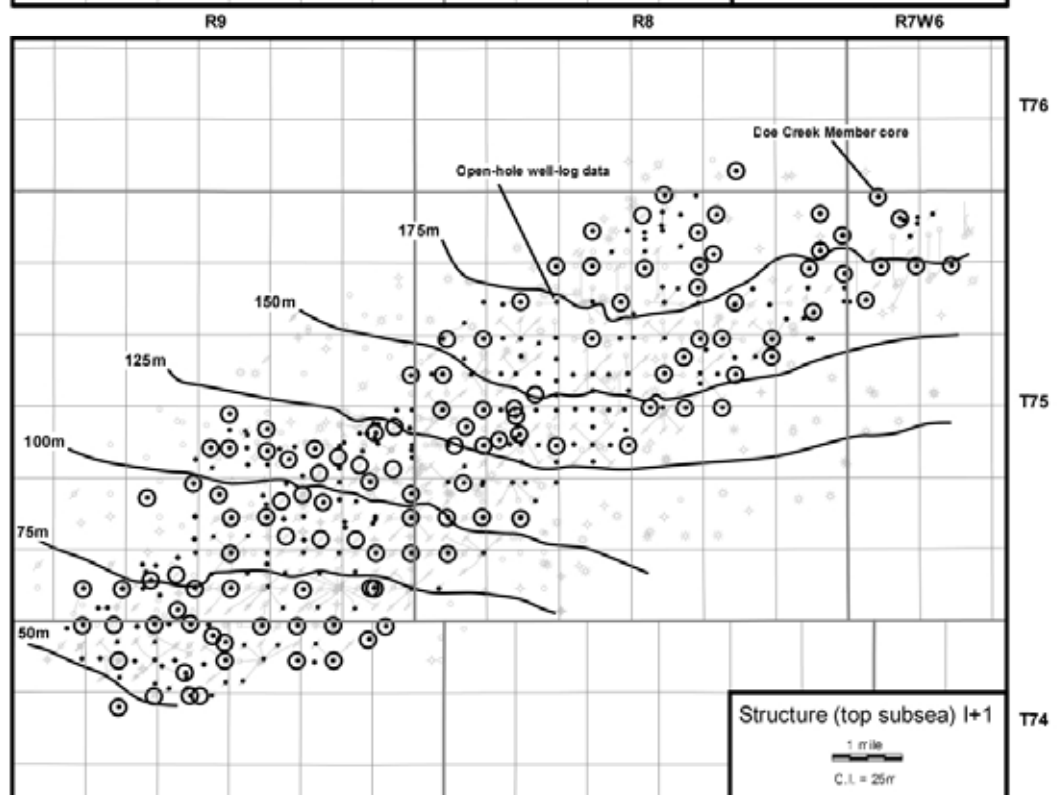 R9
R8
R7W6
T76
Doe Creek Member core
Open-hole well-log data
175m
150m
125m
T75
100m
75m
50m
Structure (top subsea) I+1
T74
1 mile
C.I. = 25m